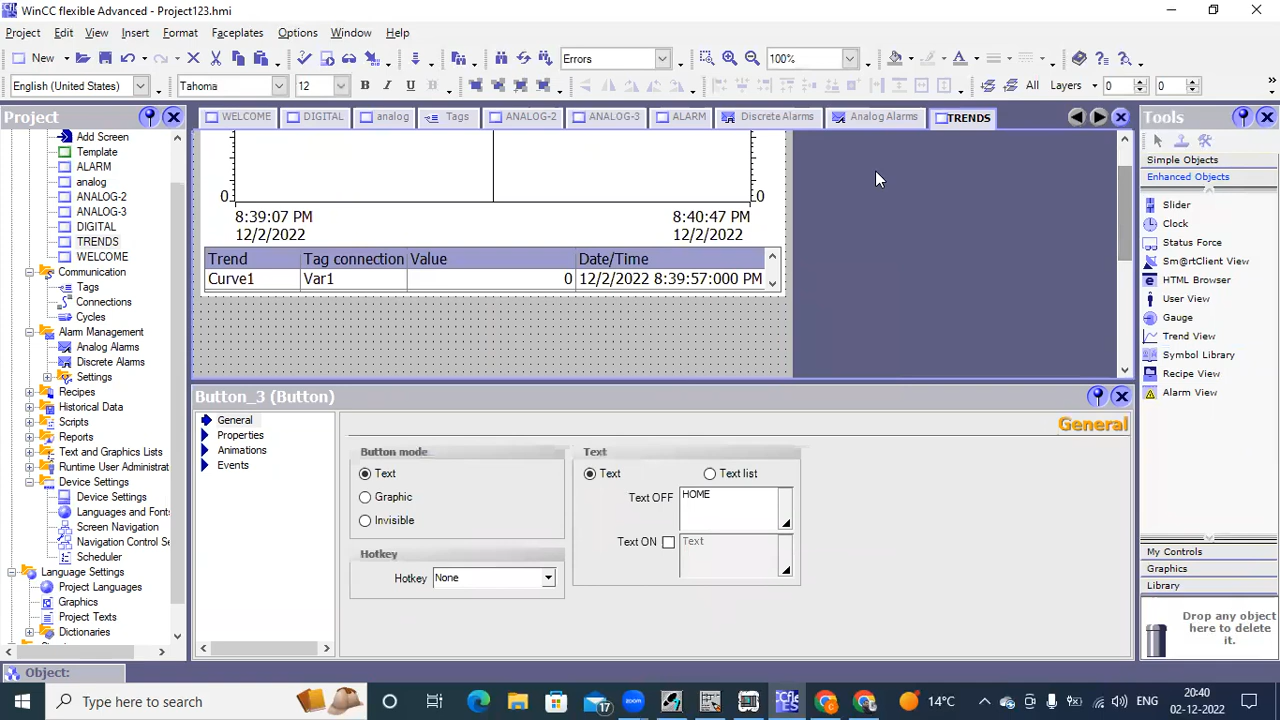 WinCC flexible Advanced - Project123.hmi
Project Edit View Insert Format Faceplates Options Window Help
New Errors 100%
English (United States) Tahoma 12 B I U All Layers 0 0
Project
Add Screen
Template
ALARM
analog
ANALOG-2
ANALOG-3
DIGITAL
TRENDS
WELCOME
Communication
Tags
Connections
Cycles
Alarm Management
Analog Alarms
Discrete Alarms
Settings
Recipes
Historical Data
Scripts
Reports
Text and Graphics Lists
Runtime User Administrat
Device Settings
Device Settings
Languages and Font
Screen Navigation
Navigation Control Se
Scheduler
Language Settings
Project Languages
Graphics
Project Texts
Dictionaries
Object:
WELCOME DIGITAL analog Tags ANALOG-2 ANALOG-3 ALARM Discrete Alarms Analog Alarms TRENDS
0 0
8:39:07 PM 8:40:47 PM
12/2/2022 12/2/2022
Trend Tag connection Value Date/Time
Curve1 Var1 0 12/2/2022 8:39:57:000 PM
Button_3 (Button)
General
Properties
Animations
Events
General
Button mode
Text
Graphic
Invisible
Hotkey
Hotkey None
Text
Text Text list
Text OFF HOME
Text ON Text
Tools
Simple Objects
Enhanced Objects
Slider
Clock
Status Force
Sm@rtClient View
HTML Browser
User View
Gauge
Trend View
Symbol Library
Recipe View
Alarm View
My Controls
Graphics
Library
Drop any object
here to delete
it.
Type here to search
17 zoom 14°C ENG
20:40
02-12-2022